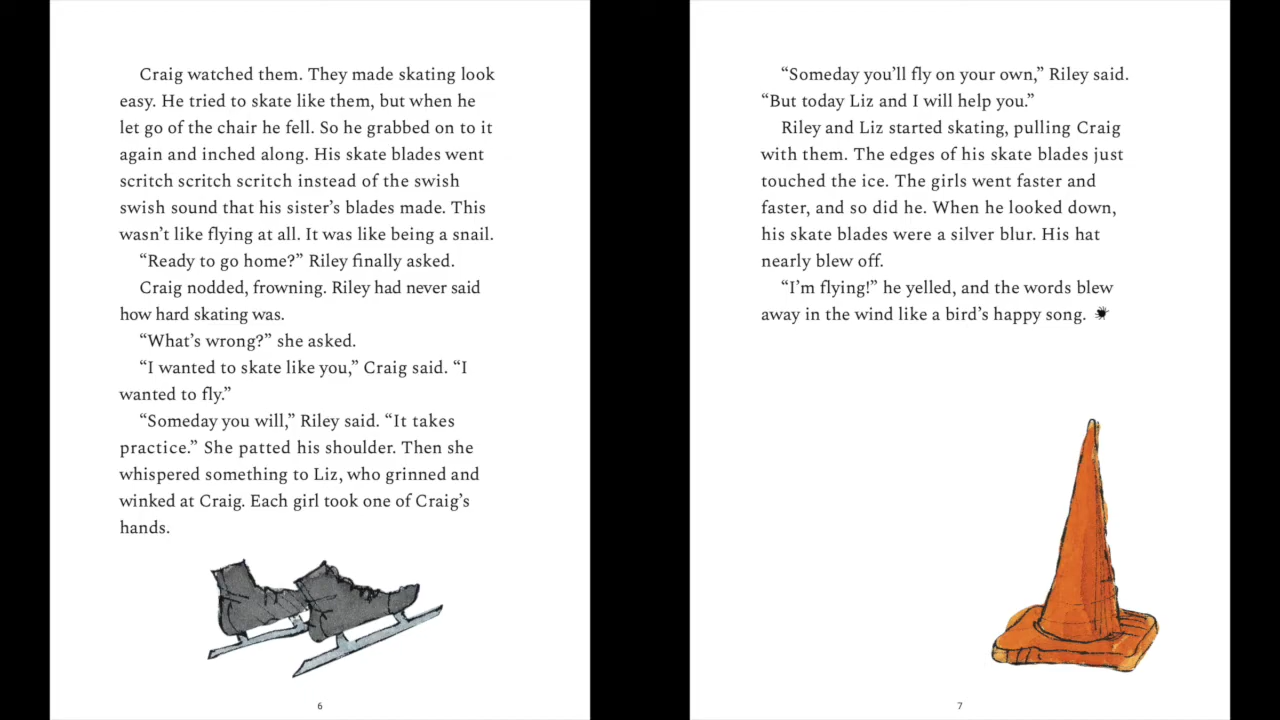 Craig watched them. They made skating look
easy. He tried to skate like them, but when he
let go of the chair he fell. So he grabbed on to it
again and inched along. His skate blades went
scritch scritch scritch instead of the swish
swish sound that his sister’s blades made. This
wasn’t like flying at all. It was like being a snail.
“Ready to go home?” Riley finally asked.
Craig nodded, frowning. Riley had never said
how hard skating was.
“What’s wrong?” she asked.
“I wanted to skate like you,” Craig said. “I
wanted to fly.”
“Someday you will,” Riley said. “It takes
practice.” She patted his shoulder. Then she
whispered something to Liz, who grinned and
winked at Craig. Each girl took one of Craig’s
hands.
6
“Someday you’ll fly on your own,” Riley said.
“But today Liz and I will help you.”
Riley and Liz started skating, pulling Craig
with them. The edges of his skate blades just
touched the ice. The girls went faster and
faster, and so did he. When he looked down,
his skate blades were a silver blur. His hat
nearly blew off.
“I’m flying!” he yelled, and the words blew
away in the wind like a bird’s happy song.
7